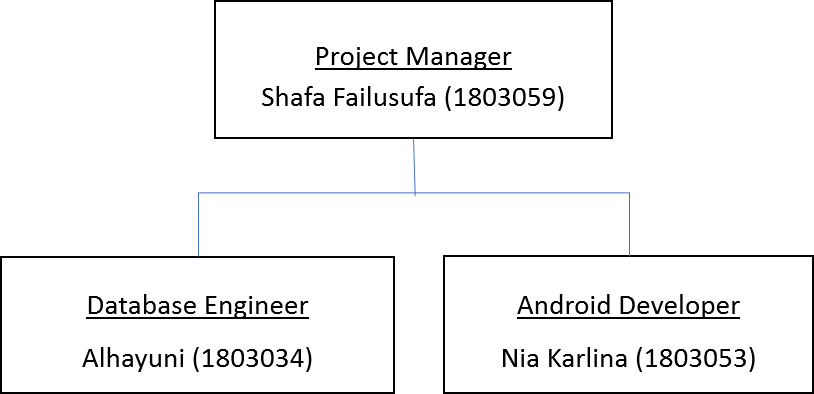 Project Manager
Shafa Failusufa (1803059)
Database Engineer
Alhayuni (1803034)
Android Developer
Nia Karlina (1803053)